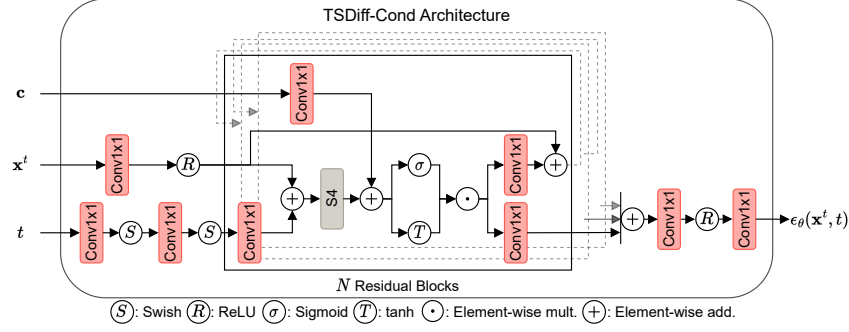 TSDiff-Cond Architecture
c
Conv1x1
x^t
Conv1x1
R
Conv1x1
σ
+
+
S4
+
·
t
Conv1x1
S
Conv1x1
S
Conv1x1
T
Conv1x1
+
Conv1x1
R
Conv1x1
ϵ_θ(x^t, t)
N Residual Blocks
S: Swish R: ReLU σ: Sigmoid T: tanh ·: Element-wise mult. +: Element-wise add.